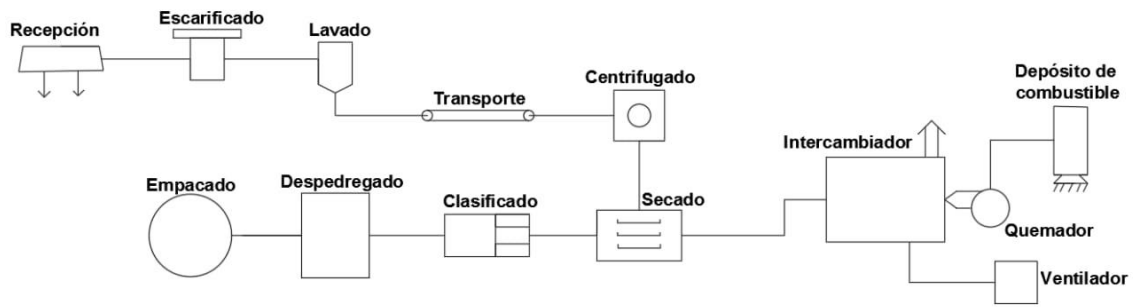 Recepción
Escarificado
Lavado
Transporte
Centrifugado
Depósito de
combustible
Intercambiador
Empacado
Despedregado
Clasificado
Secado
Quemador
Ventilador